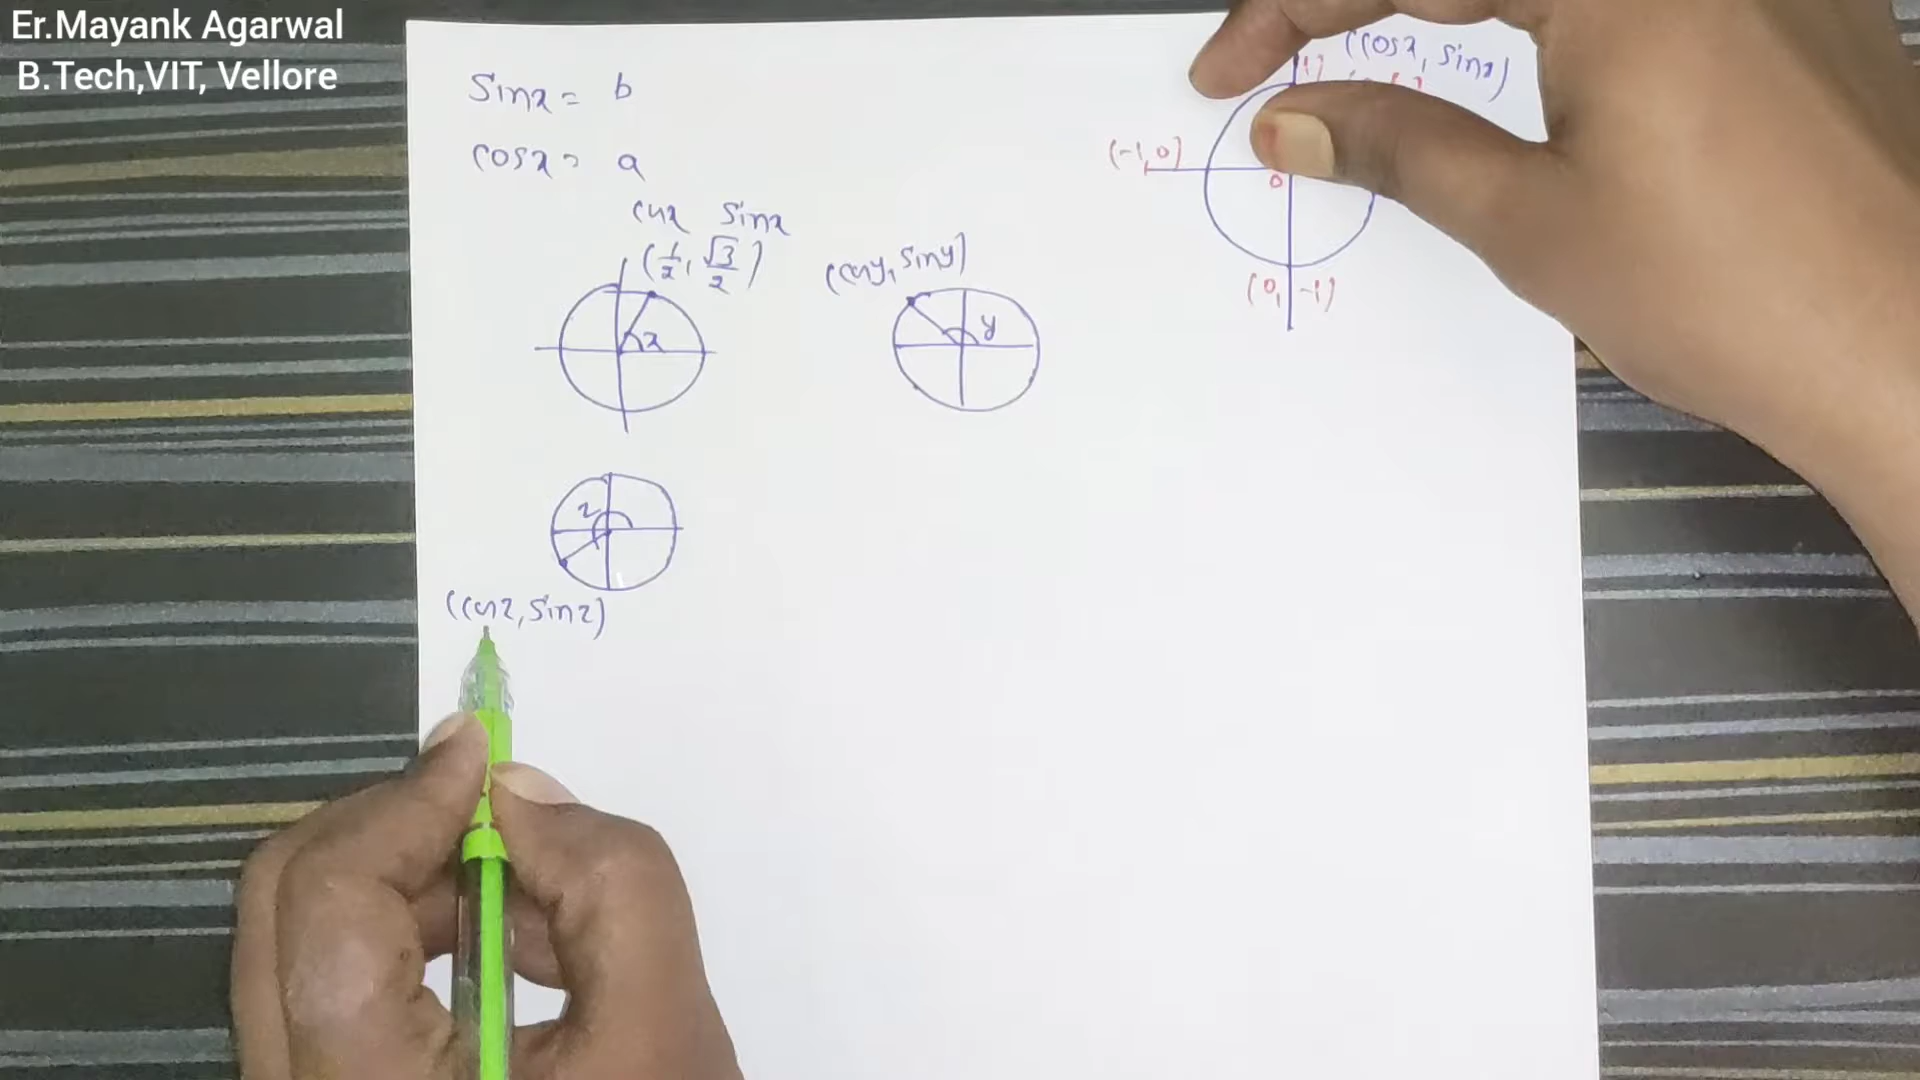 Er.Mayank Agarwal
B.Tech,VIT, Vellore
Sinx = b
cosx = a
(cosx, sinx)
(-1,0)
0
(0,-1)
cosx sinx
(1/2, √3/2)
x
(cosy, siny)
y
z
(cosz, sinz)